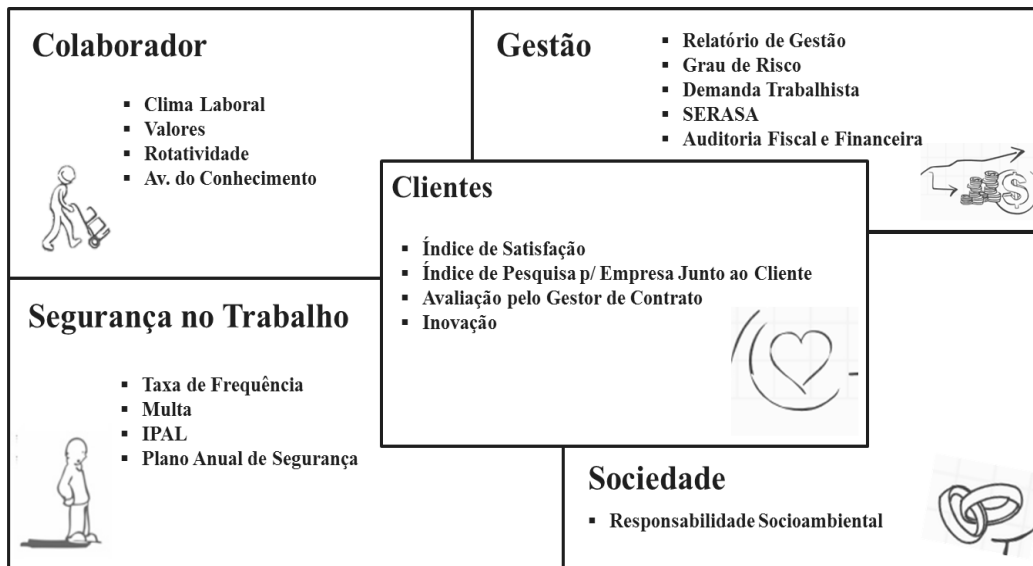 Colaborador
▪ Clima Laboral
▪ Valores
▪ Rotatividade
▪ Av. do Conhecimento
Gestão
▪ Relatório de Gestão
▪ Grau de Risco
▪ Demanda Trabalhista
▪ SERASA
▪ Auditoria Fiscal e Financeira
Clientes
▪ Índice de Satisfação
▪ Índice de Pesquisa p/ Empresa Junto ao Cliente
▪ Avaliação pelo Gestor de Contrato
▪ Inovação
Segurança no Trabalho
▪ Taxa de Frequência
▪ Multa
▪ IPAL
▪ Plano Anual de Segurança
Sociedade
▪ Responsabilidade Socioambiental
$